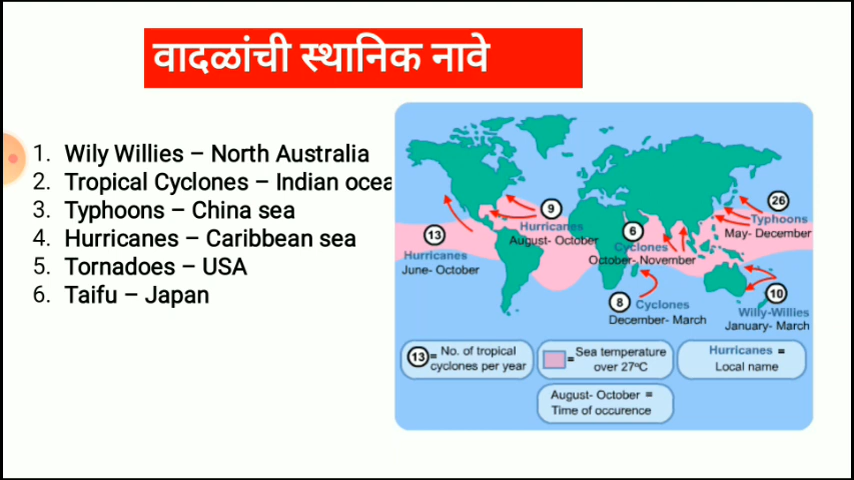 वादळांची स्थानिक नावे
1. Wily Willies – North Australia
2. Tropical Cyclones – Indian ocea
3. Typhoons – China sea
4. Hurricanes – Caribbean sea
5. Tornadoes – USA
6. Taifu – Japan
9
Hurricanes
August- October
13
Hurricanes
June- October
6
Cyclones
October- November
26
Typhoons
May- December
8 Cyclones
December- March
10
Willy-Willies
January- March
13 = No. of tropical
cyclones per year
= Sea temperature
over 27ºC
Hurricanes =
Local name
August- October =
Time of occurence